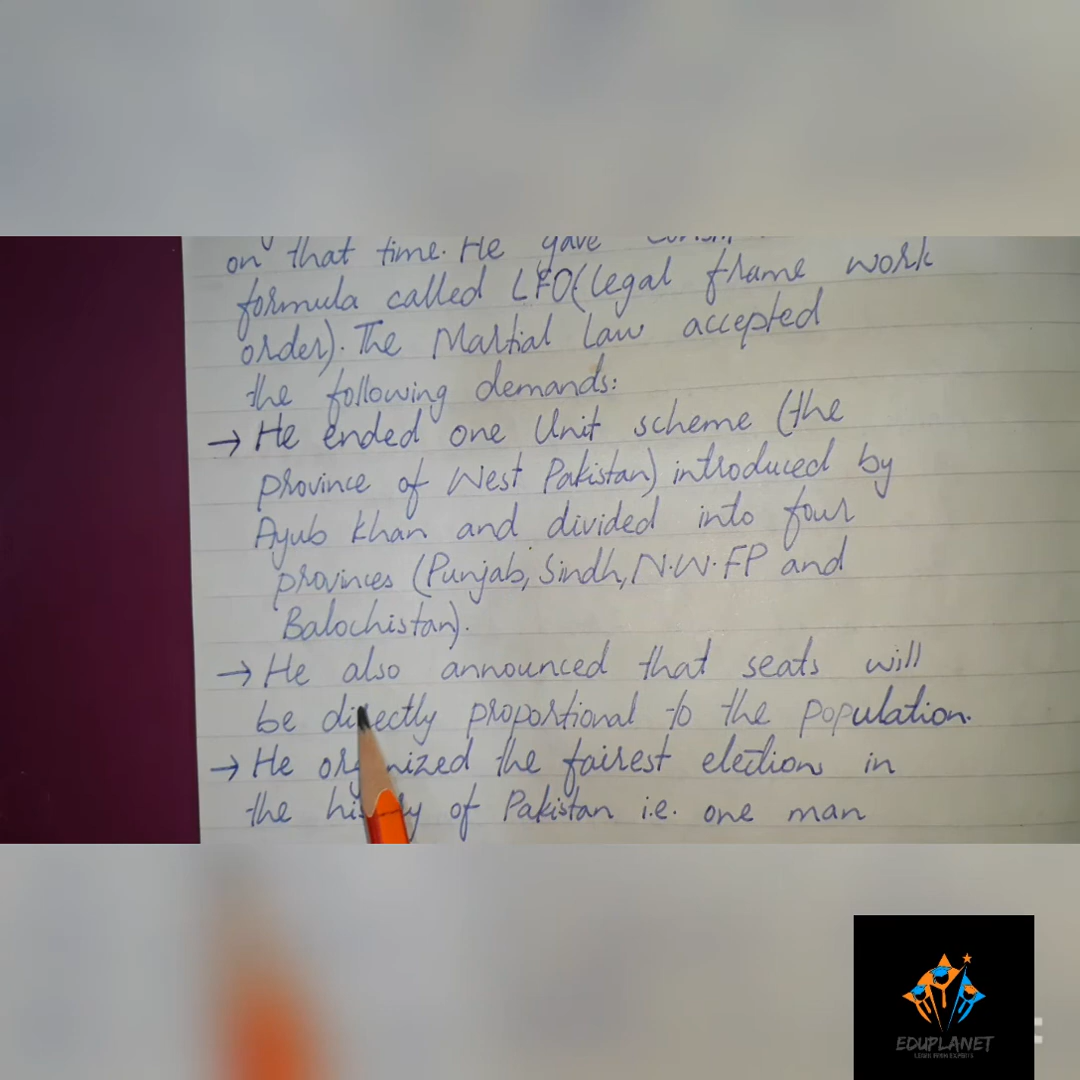 on that time. He gave
formula called LFO(legal frame work
order). The Martial Law accepted
the following demands:
→ He ended one Unit scheme (the
province of West Pakistan) introduced by
Ayub Khan and divided into four
provinces (Punjab, Sindh, N.W.FP and
Balochistan).
→ He also announced that seats will
be directly proportional to the population.
→ He organized the fairest election in
the history of Pakistan i.e. one man
EDUPLANET